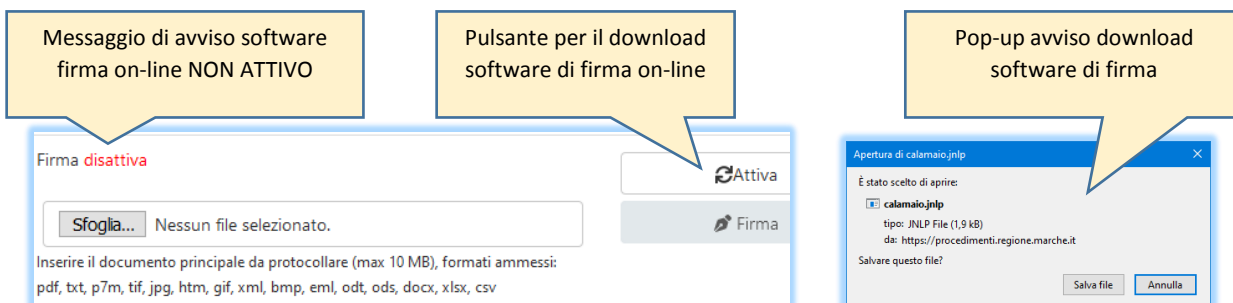 Messaggio di avviso software
firma on-line NON ATTIVO
Pulsante per il download
software di firma on-line
Pop-up avviso download
software di firma
Firma disattiva
Attiva
Sfoglia... Nessun file selezionato.
Firma
Inserire il documento principale da protocollare (max 10 MB), formati ammessi:
pdf, txt, p7m, tif, jpg, htm, gif, xml, bmp, eml, odt, ods, docx, xlsx, csv
Apertura di calamaio.jnlp
È stato scelto di aprire:
calamaio.jnlp
tipo: JNLP File (1,9 kB)
da: https://procedimenti.regione.marche.it
Salvare questo file?
Salva file Annulla